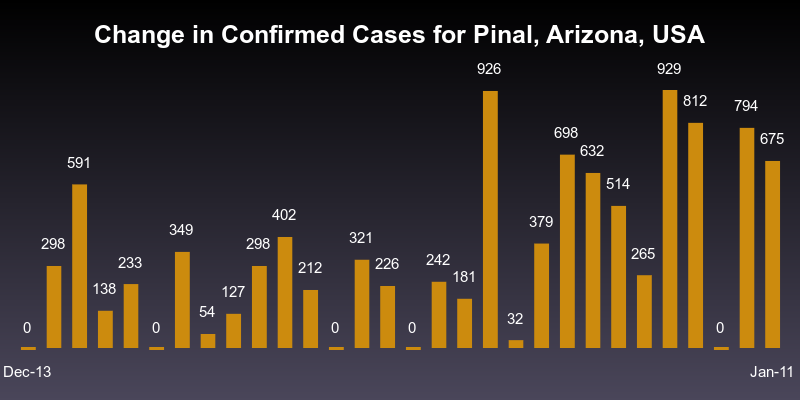 Change in Confirmed Cases for Pinal, Arizona, USA
0 298 591 138 233 0 349 54 127 298 402 212 0 321 226 0 242 181 926 32 379 698 632 514 265 929 812 0 794 675
Dec-13 Jan-11